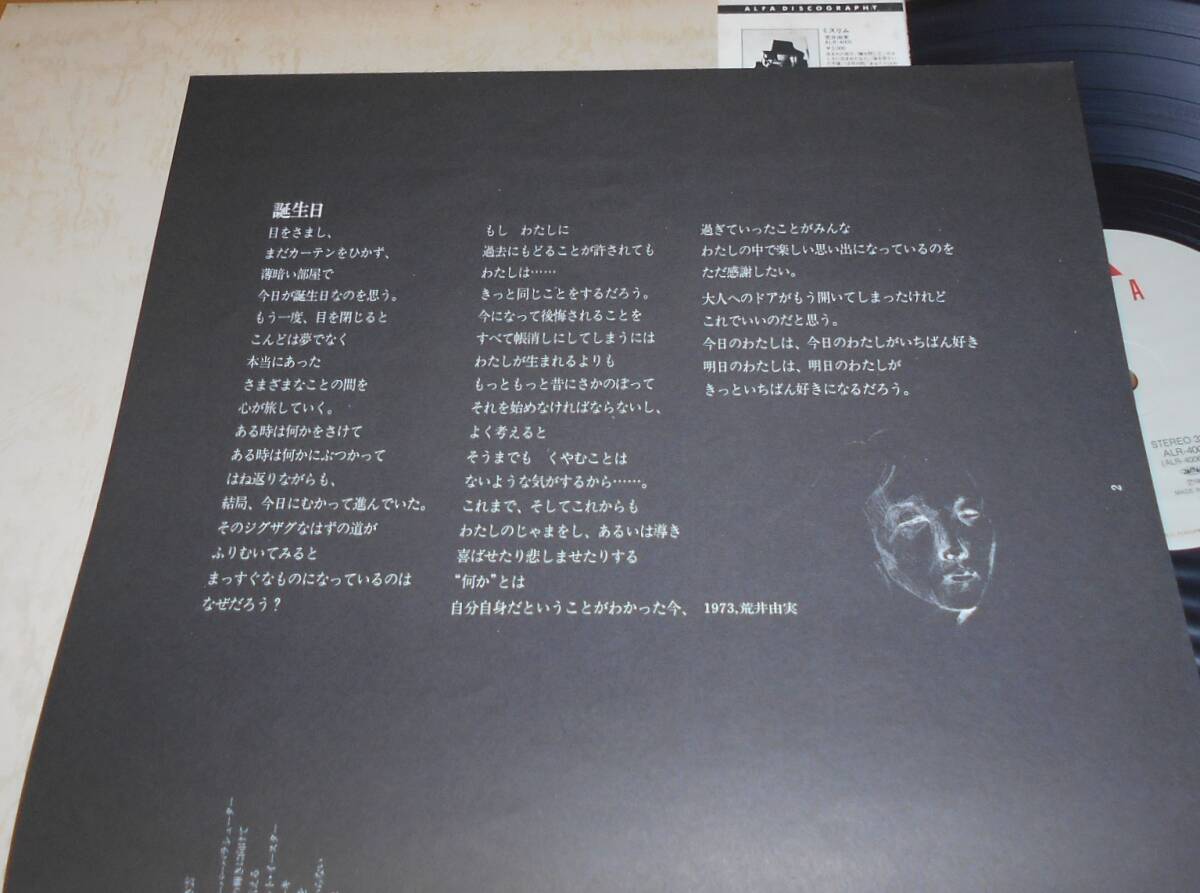 ALFA DISCOGRAPHY
ミスリム
荒井由実
誕生日
目をさまし、
まだカーテンをひかず、
薄暗い部屋で
今日が誕生日なのを思う。
もう一度、目を閉じると
こんどは夢でなく
本当にあった
さまざまなことの間を
心が旅していく。
ある時は何かをさけて
ある時は何かにぶつかって
はね返りながらも、
結局、今日にむかって進んでいた。
そのジグザグなはずの道が
ふりむいてみると
まっすぐなものになっているのは
なぜだろう?
もし わたしに
過去にもどることが許されても
わたしは……
きっと同じことをするだろう。
今になって後悔されることを
すべて帳消しにしてしまうには
わたしが生まれるよりも
もっともっと昔にさかのぼって
それを始めなければならないし、
よく考えると
そうまでも くやむことは
ないような気がするから……。
これまで、そしてこれからも
わたしのじゃまをし、あるいは導き
喜ばせたり悲しませたりする
“何か”とは
自分自身だということがわかった今、
過ぎていったことがみんな
わたしの中で楽しい思い出になっているのを
ただ感謝したい。
大人へのドアがもう開いてしまったけれど
これでいいのだと思う。
今日のわたしは、今日のわたしがいちばん好き
明日のわたしは、明日のわたしが
きっといちばん好きになるだろう。
1973, 荒井由実
2
A
STEREO